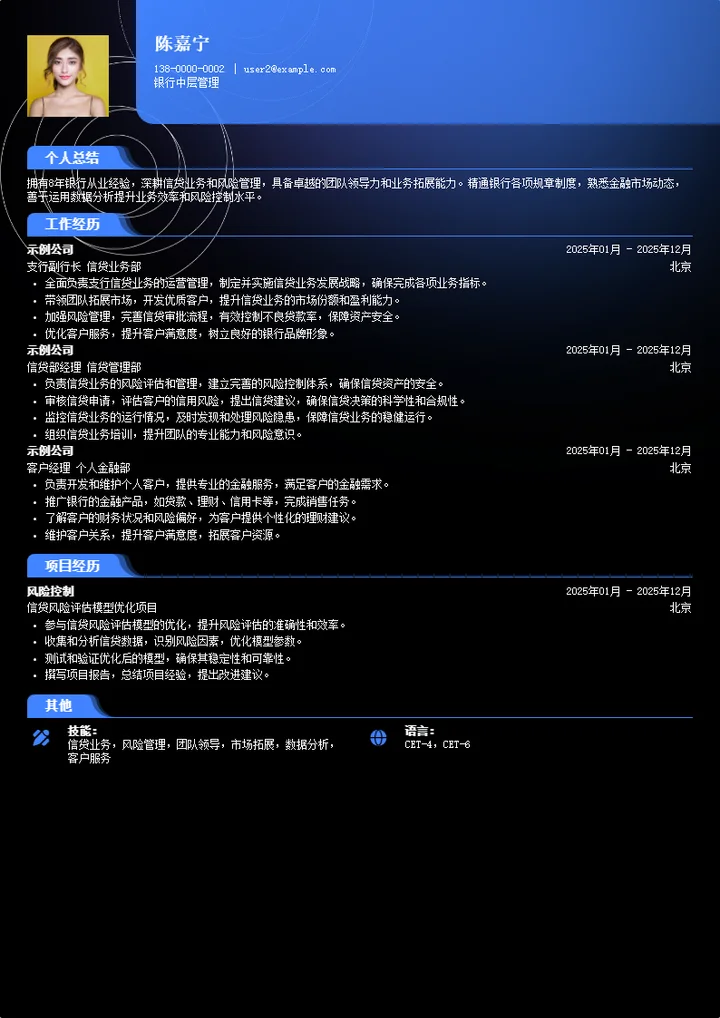 陈嘉宁
138-0000-0002 | user2@example.com
银行中层管理
个人总结
拥有8年银行从业经验，深耕信贷业务和风险管理，具备卓越的团队领导力和业务拓展能力。精通银行各项规章制度，熟悉金融市场动态，
善于运用数据分析提升业务效率和风险控制水平。
工作经历
示例公司 2025年01月 - 2025年12月
支行副行长 信贷业务部 北京
• 全面负责支行信贷业务的运营管理，制定并实施信贷业务发展战略，确保完成各项业务指标。
• 带领团队拓展市场，开发优质客户，提升信贷业务的市场份额和盈利能力。
• 加强风险管理，完善信贷审批流程，有效控制不良贷款率，保障资产安全。
• 优化客户服务，提升客户满意度，树立良好的银行品牌形象。
示例公司 2025年01月 - 2025年12月
信贷部经理 信贷管理部 北京
• 负责信贷业务的风险评估和管理，建立完善的风险控制体系，确保信贷资产的安全。
• 审核信贷申请，评估客户的信用风险，提出信贷建议，确保信贷决策的科学性和合规性。
• 监控信贷业务的运行情况，及时发现和处理风险隐患，保障信贷业务的稳健运行。
• 组织信贷业务培训，提升团队的专业能力和风险意识。
示例公司 2025年01月 - 2025年12月
客户经理 个人金融部 北京
• 负责开发和维护个人客户，提供专业的金融服务，满足客户的金融需求。
• 推广银行的金融产品，如贷款、理财、信用卡等，完成销售任务。
• 了解客户的财务状况和风险偏好，为客户提供个性化的理财建议。
• 维护客户关系，提升客户满意度，拓展客户资源。
项目经历
风险控制 2025年01月 - 2025年12月
信贷风险评估模型优化项目 北京
• 参与信贷风险评估模型的优化，提升风险评估的准确性和效率。
• 收集和分析信贷数据，识别风险因素，优化模型参数。
• 测试和验证优化后的模型，确保其稳定性和可靠性。
• 撰写项目报告，总结项目经验，提出改进建议。
其他
技能：
信贷业务，风险管理，团队领导，市场拓展，数据分析，
客户服务
语言：
CET-4，CET-6